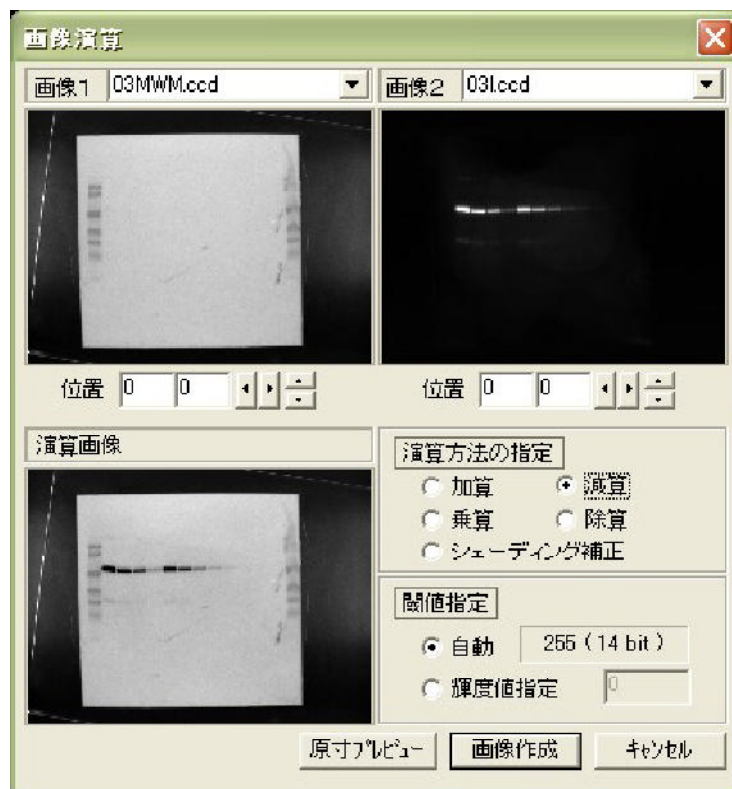 画像演算
画像1 03MWM.ccd 画像2 03I.ccd
位置 0 0 位置 0 0
演算画像
演算方法の指定
加算 減算
乗算 除算
シェーディング補正
閾値指定
自動 255 ( 14 bit )
輝度値指定 0
原寸プレビュー 画像作成 キャンセル